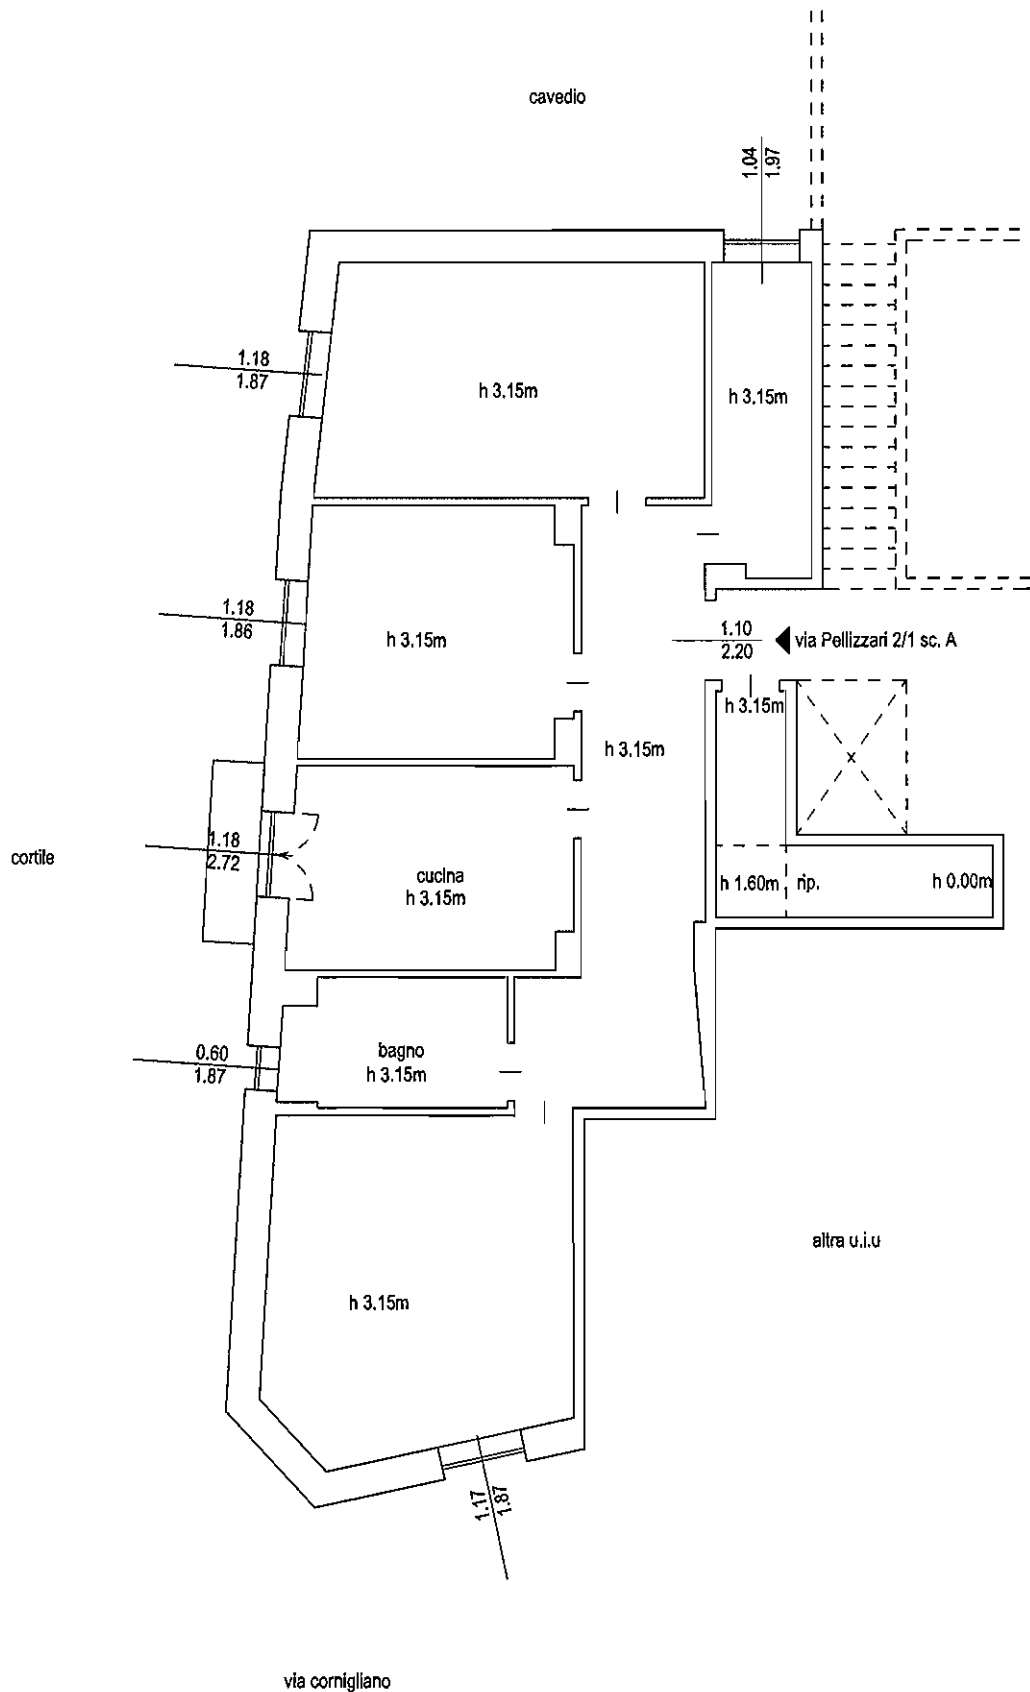 cavedio
1.04
1.97
1.18
1.87
h 3.15m
h 3.15m
1.18
1.86
h 3.15m
1.10
2.20
via Pellizzari 2/1 sc. A
h 3.15m
h 3.15m
cortile
1.18
2.72
cucina
h 3.15m
h 1.60m
rip.
h 0.00m
0.60
1.87
bagno
h 3.15m
altra u.i.u
h 3.15m
1.17
1.87
via cornigliano